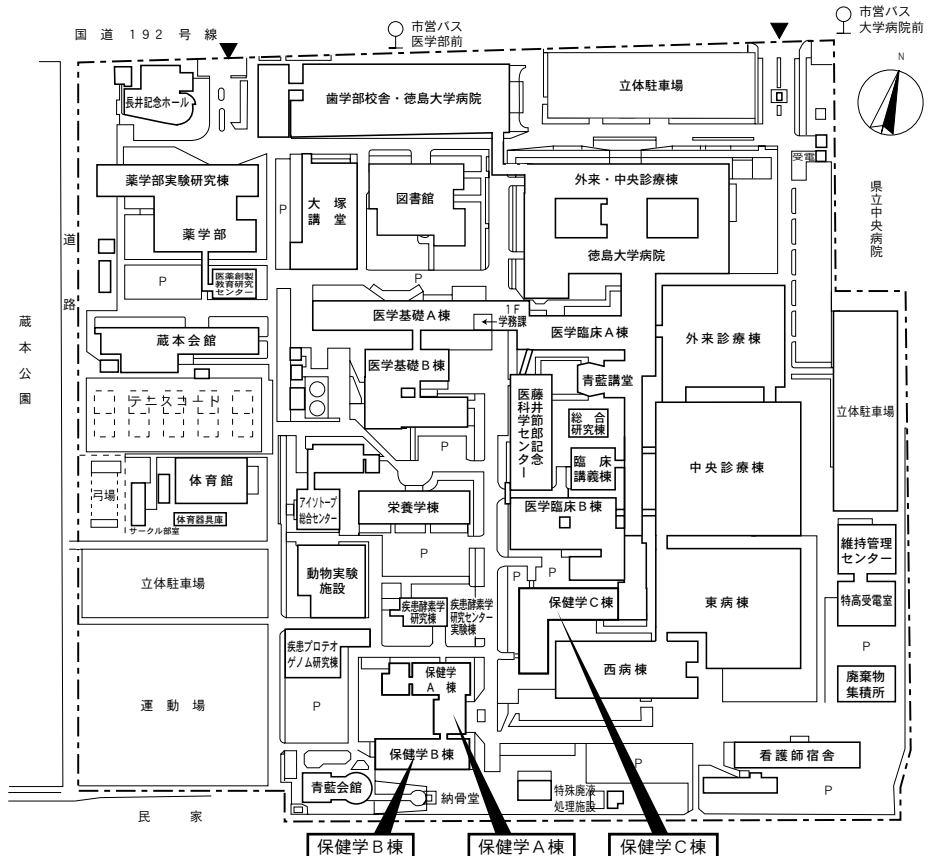 国道192号線
市営バス
医学部前
市営バス
大学病院前
N
長井記念ホール
歯学部校舎・徳島大学病院
立体駐車場
受電
県立中央病院
薬学部実験研究棟
薬学部
P
大塚
講堂
図書館
外来・中央診療棟
徳島大学病院
道路
P
医薬創製
教育研究
センター
P
医学基礎A棟
1F
←学務課
医学臨床A棟
外来診療棟
蔵本公園
蔵本会館
医学基礎B棟
青藍講堂
立体駐車場
テニスコート
藤井節郎記念
医科学センター
総合
研究棟
中央診療棟
P
臨床
講義棟
弓場
体育館
サークル部室
体育器具庫
アイソトープ
総合センター
栄養学棟
医学臨床B棟
維持管理
センター
立体駐車場
動物実験
施設
P
P
P
保健学C棟
東病棟
特高受電室
疾患酵素学
研究棟
疾患酵素学
研究センター
実験棟
疾患プロテオ
ゲノム研究棟
P
保健学
A棟
西病棟
P
廃棄物
集積所
運動場
保健学B棟
看護師宿舎
青藍会館
納骨堂
特殊廃液
処理施設
P
P
民家
保健学B棟
保健学A棟
保健学C棟